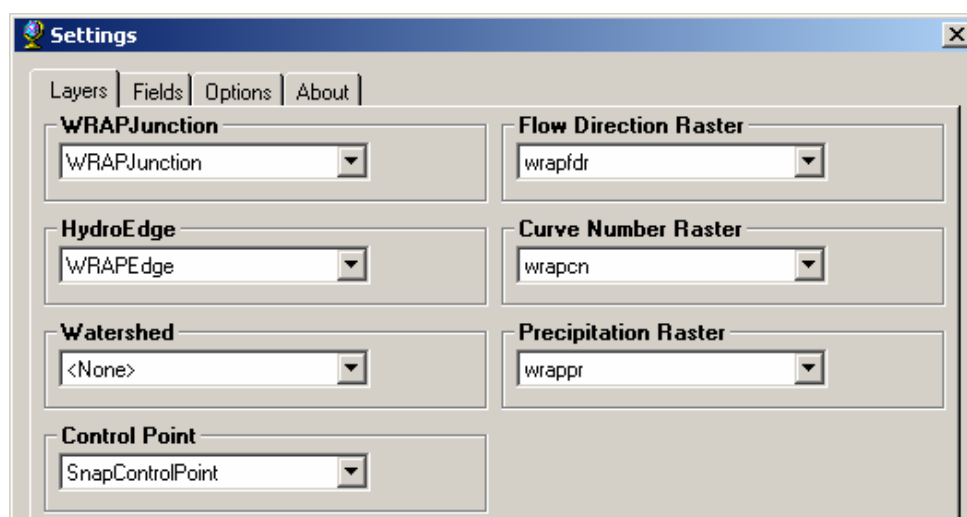 Settings
Layers Fields Options About
WRAPJunction
WRAPJunction
Flow Direction Raster
wrapfdr
HydroEdge
WRAPEdge
Curve Number Raster
wrapcn
Watershed
<None>
Precipitation Raster
wrappr
Control Point
SnapControlPoint